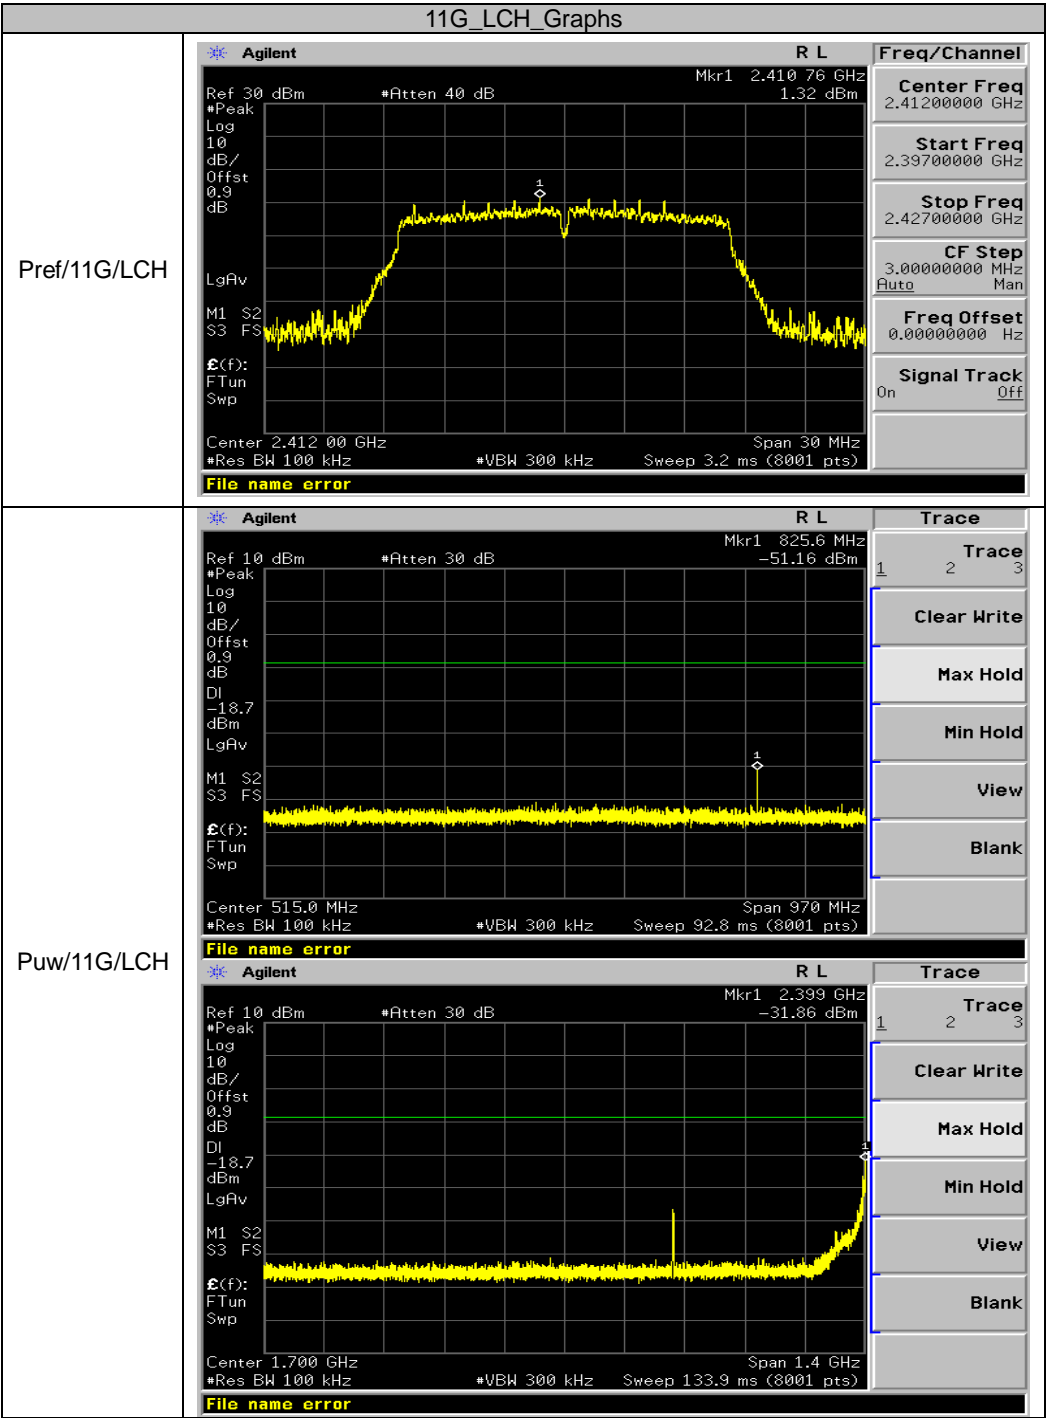 11G_LCH_Graphs
Pref/11G/LCH
Agilent R L Freq/Channel
Mkr1 2.410 76 GHz
Ref 30 dBm #Atten 40 dB 1.32 dBm
#Peak
Log
10
dB/
Offst
0.9
dB
LgAv
M1 S2
S3 FS
£(f):
FTun
Swp
1
Center 2.412 00 GHz Span 30 MHz
#Res BW 100 kHz #VBW 300 kHz Sweep 3.2 ms (8001 pts)
File name error
Center Freq
2.41200000 GHz
Start Freq
2.39700000 GHz
Stop Freq
2.42700000 GHz
CF Step
3.00000000 MHz
Auto Man
Freq Offset
0.00000000 Hz
Signal Track
On Off
Puw/11G/LCH
Agilent R L Trace
Mkr1 825.6 MHz
Ref 10 dBm #Atten 30 dB -51.16 dBm
#Peak
Log
10
dB/
Offst
0.9
dB
DI
-18.7
dBm
LgAv
M1 S2
S3 FS
£(f):
FTun
Swp
1
Center 515.0 MHz Span 970 MHz
#Res BW 100 kHz #VBW 300 kHz Sweep 92.8 ms (8001 pts)
File name error
Trace
1 2 3
Clear Write
Max Hold
Min Hold
View
Blank
Agilent R L Trace
Mkr1 2.399 GHz
Ref 10 dBm #Atten 30 dB -31.86 dBm
#Peak
Log
10
dB/
Offst
0.9
dB
DI
-18.7
dBm
LgAv
M1 S2
S3 FS
£(f):
FTun
Swp
1
Center 1.700 GHz Span 1.4 GHz
#Res BW 100 kHz #VBW 300 kHz Sweep 133.9 ms (8001 pts)
File name error
Trace
1 2 3
Clear Write
Max Hold
Min Hold
View
Blank